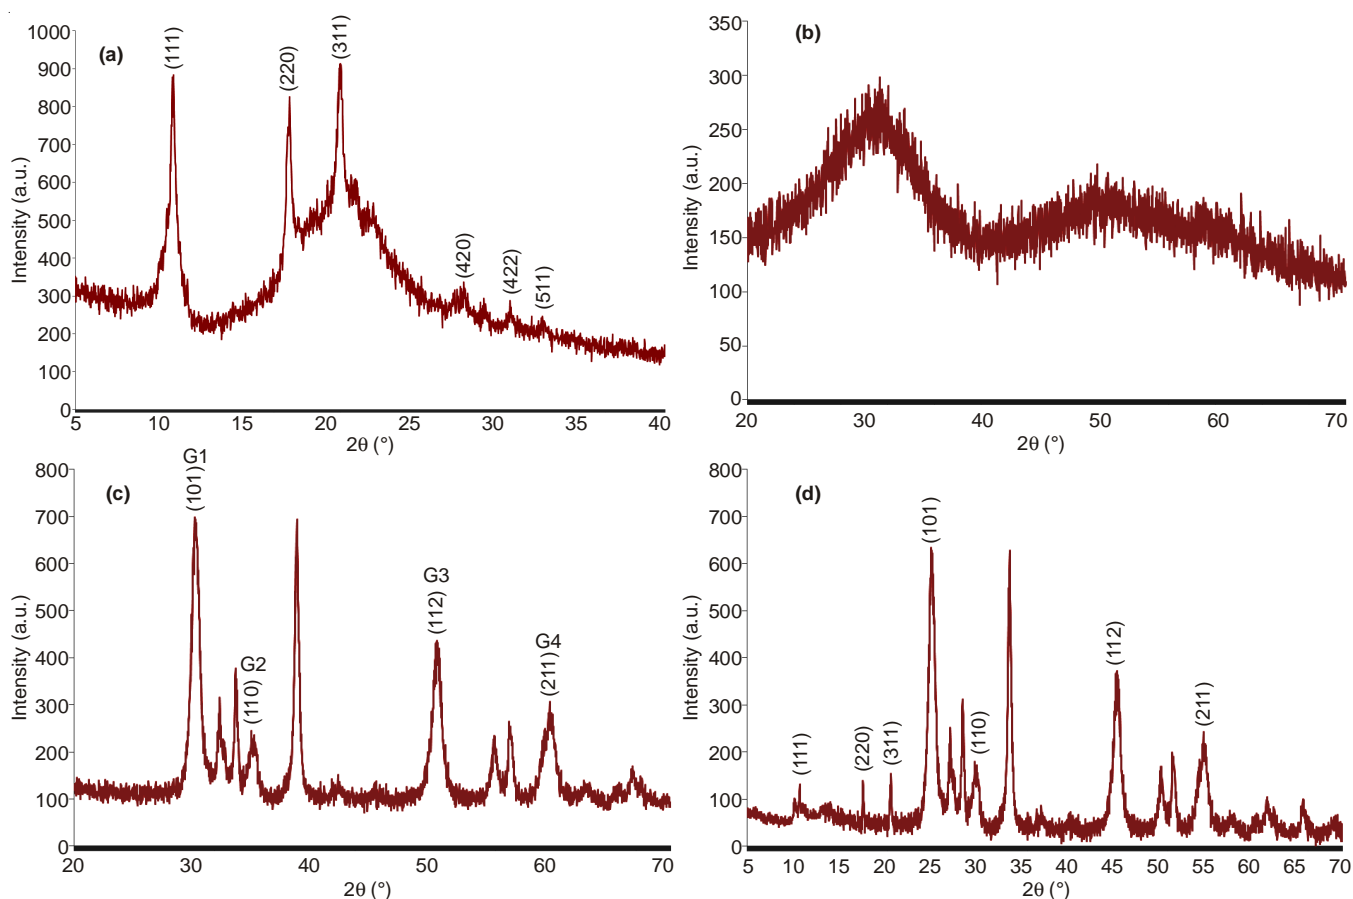 (a)
Intensity (a.u.)
1000
900
800
700
600
500
400
300
200
100
0
(111)
(220)
(311)
(420)
(422)
(511)
5 10 15 20 25 30 35 40
2θ (°)
(b)
Intensity (a.u.)
350
300
250
200
150
100
50
0
20 30 40 50 60 70
2θ (°)
(c)
Intensity (a.u.)
800
700
600
500
400
300
200
100
0
G1
(101)
G2
(110)
G3
(112)
G4
(211)
20 30 40 50 60 70
2θ (°)
(d)
Intensity (a.u.)
800
700
600
500
400
300
200
100
0
(111)
(220)
(311)
(101)
(110)
(112)
(211)
5 10 15 20 25 30 35 40 45 50 55 60 65 70
2θ (°)